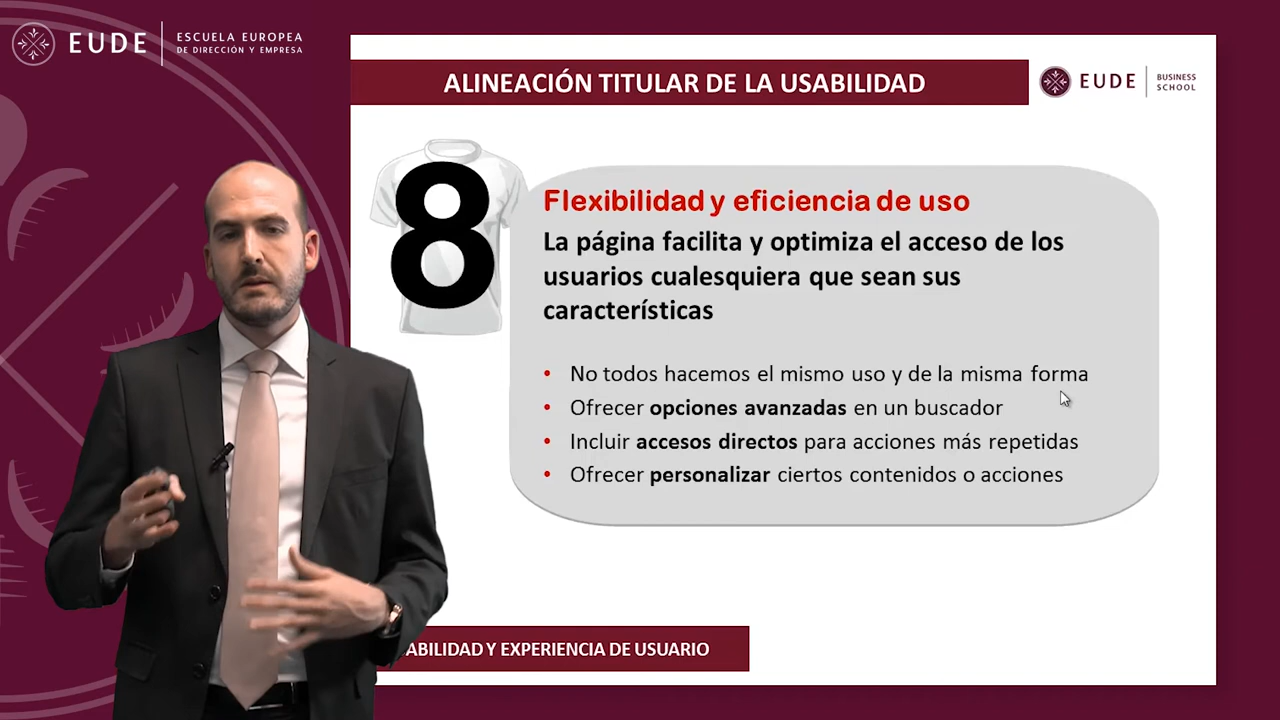 EUDE
ESCUELA EUROPEA
DE DIRECCIÓN Y EMPRESA
ALINEACIÓN TITULAR DE LA USABILIDAD
EUDE
BUSINESS
SCHOOL
8
Flexibilidad y eficiencia de uso
La página facilita y optimiza el acceso de los
usuarios cualesquiera que sean sus
características
• No todos hacemos el mismo uso y de la misma forma
• Ofrecer opciones avanzadas en un buscador
• Incluir accesos directos para acciones más repetidas
• Ofrecer personalizar ciertos contenidos o acciones
ABILIDAD Y EXPERIENCIA DE USUARIO